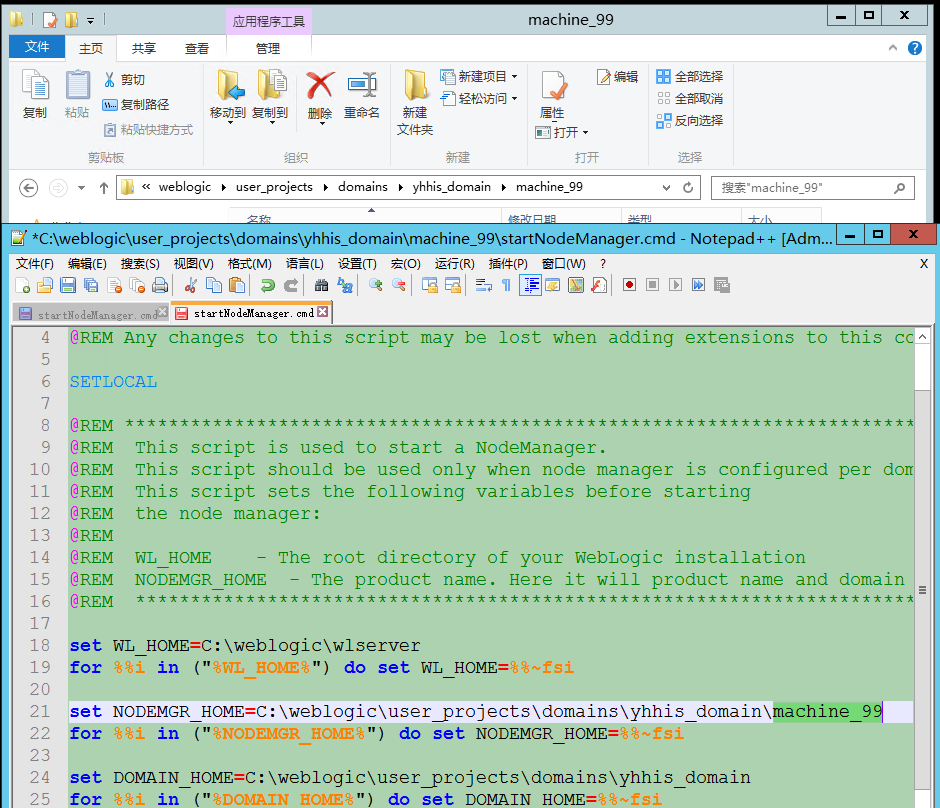 应用程序工具
machine_99
文件 主页 共享 查看 管理
复制 粘贴 剪切 复制路径 粘贴快捷方式
移动到 复制到 删除 重命名
新建文件夹 新建项目 轻松访问
属性 打开 编辑
全部选择
全部取消
反向选择
剪贴板 组织 新建 打开 选择
« weblogic user_projects domains yhhis_domain machine_99
搜索"machine_99"
名称 修改日期 类型 大小
*C:\weblogic\user_projects\domains\yhhis_domain\machine_99\startNodeManager.cmd - Notepad++ [Adm...
文件(F) 编辑(E) 搜索(S) 视图(V) 格式(M) 语言(L) 设置(T) 宏(O) 运行(R) 插件(P) 窗口(W) ? X
startNodeManager.cmd startNodeManager.cmd
4 @REM Any changes to this script may be lost when adding extensions to this co
5
6 SETLOCAL
7
8 @REM *************************************************************************
9 @REM  This script is used to start a NodeManager.
10 @REM  This script should be used only when node manager is configured per dom
11 @REM  This script sets the following variables before starting
12 @REM  the node manager:
13 @REM
14 @REM  WL_HOME    - The root directory of your WebLogic installation
15 @REM  NODEMGR_HOME  - The product name. Here it will product name and domain
16 @REM  *************************************************************************
17
18 set WL_HOME=C:\weblogic\wlserver
19 for %%i in ("%WL_HOME%") do set WL_HOME=%%~fsi
20
21 set NODEMGR_HOME=C:\weblogic\user_projects\domains\yhhis_domain\machine_99
22 for %%i in ("%NODEMGR_HOME%") do set NODEMGR_HOME=%%~fsi
23
24 set DOMAIN_HOME=C:\weblogic\user_projects\domains\yhhis_domain
25 for %%i in ("%DOMAIN_HOME%") do set DOMAIN_HOME=%%~fsi